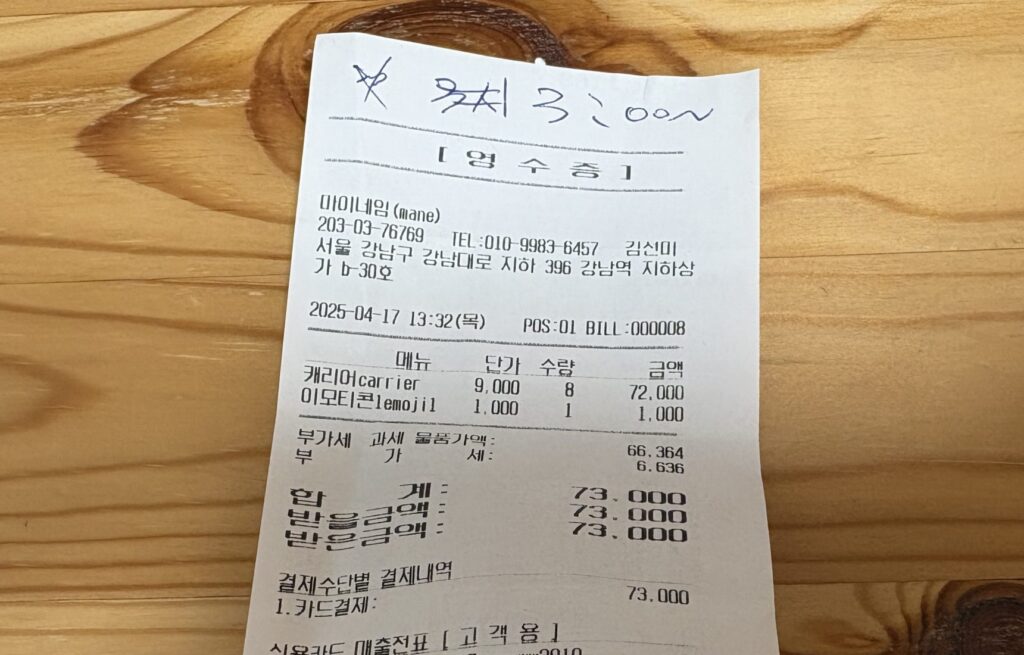 3:00~
[ 영 수 증 ]
마이네임(mane)
203-03-76769 TEL:010-9983-6457 김신미
서울 강남구 강남대로 지하 396 강남역 지하상
가 b-30호
2025-04-17 13:32(목) POS:01 BILL:000008
메뉴 단가 수량 금액
캐리어carrier 9,000 8 72,000
이모티콘1emoji1 1,000 1 1,000
부가세 과세 물품가액: 66,364
부 가 세: 6,636
합 계: 73,000
받을금액: 73,000
받은금액: 73,000
결제수단별 결제내역
1.카드결제: 73,000
신용카드 매출전표 [ 고 객 용 ]